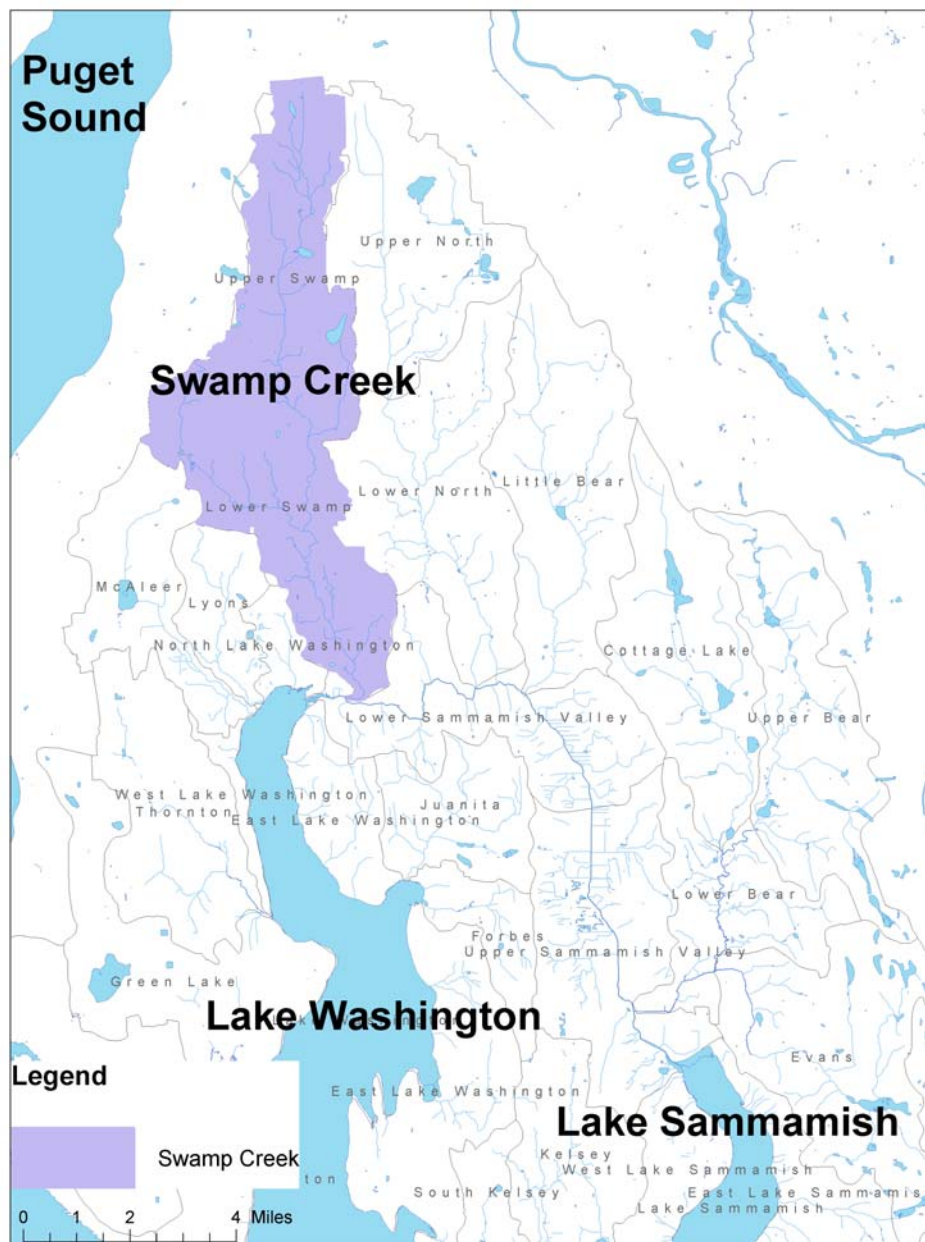 Puget
Sound
Upper North
Upper Swamp
Swamp Creek
Little Bear
Lower North
Lower Swamp
McAleer
Lyons
North Lake Washington
Cottage Lake
Lower Sammamish Valley
Upper Bear
West Lake Washington
Juanita
Thornton
East Lake Washington
Lower Bear
Forbes
Upper Sammamish Valley
Green Lake
Lake Washington
Evans
Legend
East Lake Washington
Lake Sammamish
Kelsey
Swamp Creek
West Lake Sammamish
ton
South Kelsey
East Lake Sammamis
Lake Sammamish
0 1 2 4 Miles